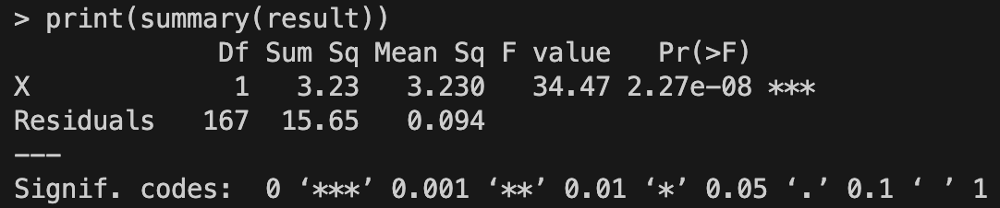 > print(summary(result))
             Df Sum Sq Mean Sq F value   Pr(>F)
X             1   3.23   3.230   34.47 2.27e-08 ***
Residuals   167  15.65   0.094
---
Signif. codes:  0 ‘***’ 0.001 ‘**’ 0.01 ‘*’ 0.05 ‘.’ 0.1 ‘ ’ 1